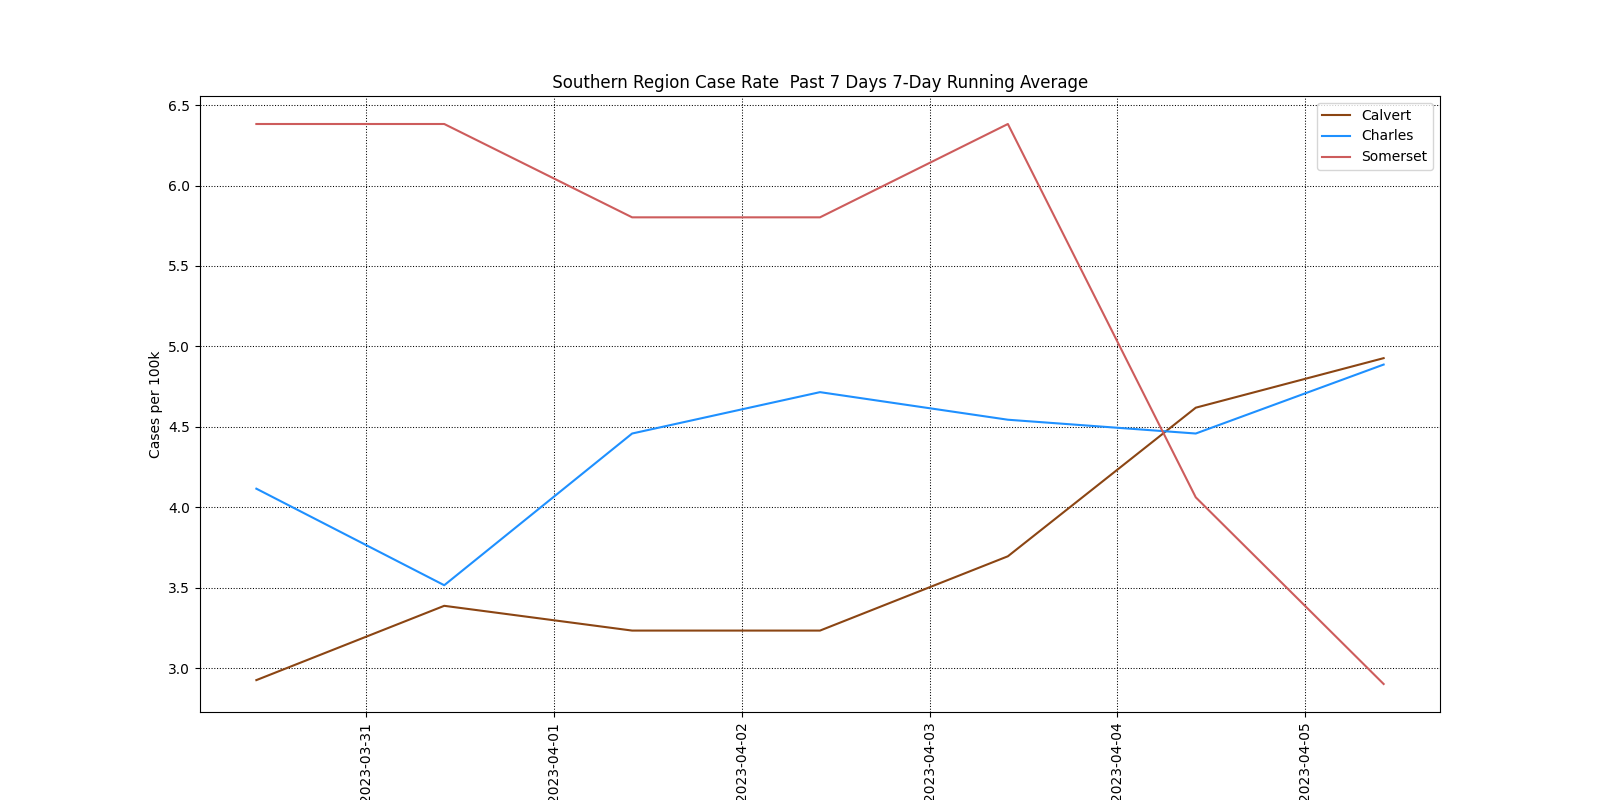 Southern Region Case Rate  Past 7 Days 7-Day Running Average
Calvert
Charles
Somerset
Cases per 100k
6.5
6.0
5.5
5.0
4.5
4.0
3.5
3.0
2023-03-31
2023-04-01
2023-04-02
2023-04-03
2023-04-04
2023-04-05